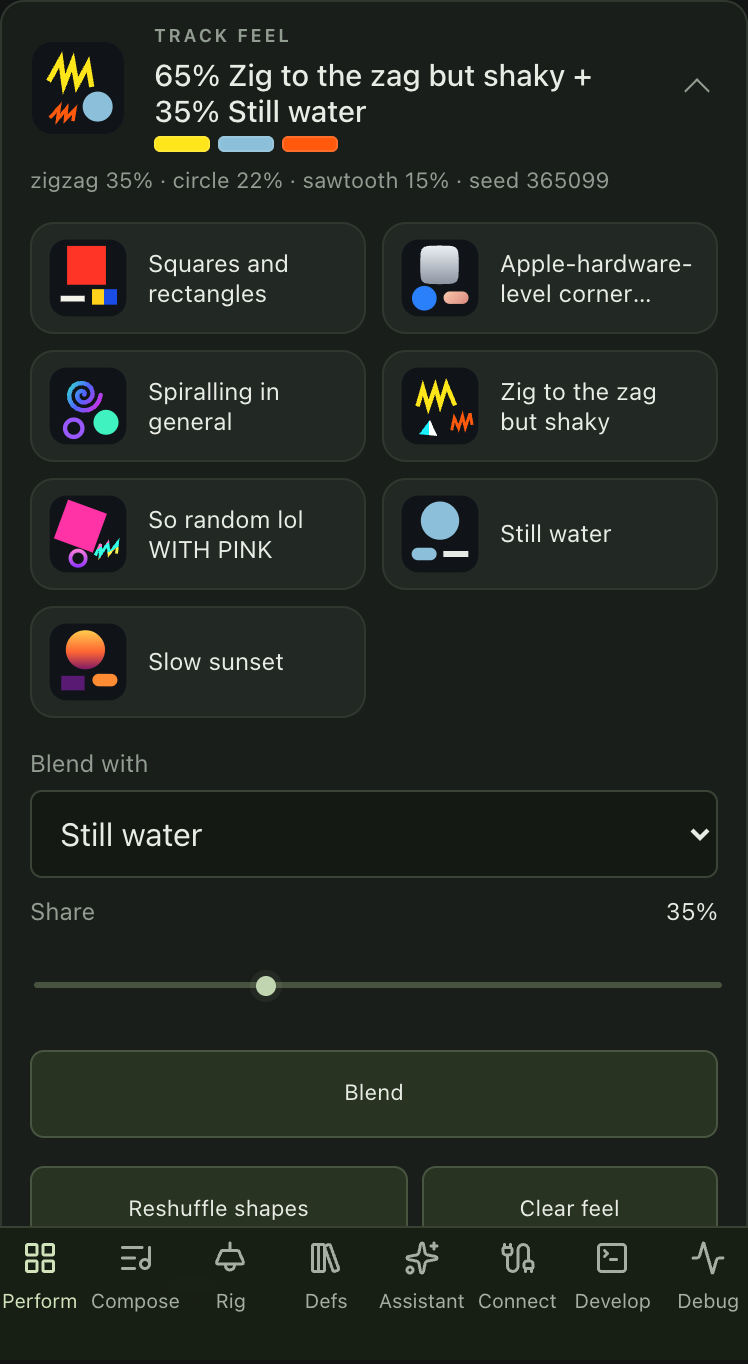 TRACK FEEL
65% Zig to the zag but shaky +
35% Still water
zigzag 35% · circle 22% · sawtooth 15% · seed 365099
Squares and
rectangles
Apple-hardware-
level corner...
Spiralling in
general
Zig to the zag
but shaky
So random lol
WITH PINK
Still water
Slow sunset
Blend with
Still water
Share
35%
Blend
Reshuffle shapes
Clear feel
Perform
Compose
Rig
Defs
Assistant
Connect
Develop
Debug